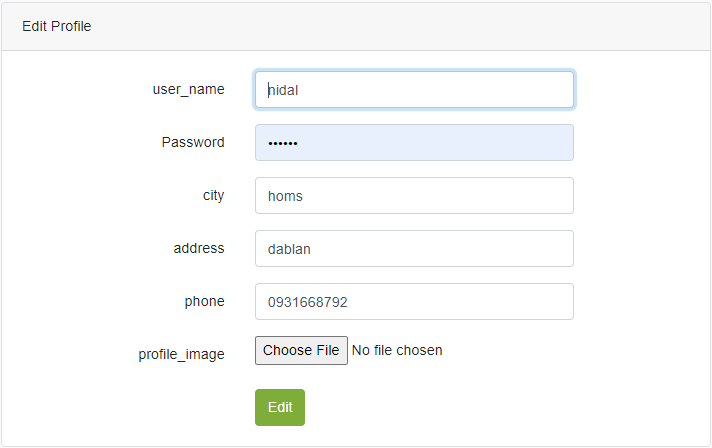 Edit Profile
user_name nidal
Password ••••••
city homs
address dablan
phone 0931668792
profile_image Choose File No file chosen
Edit